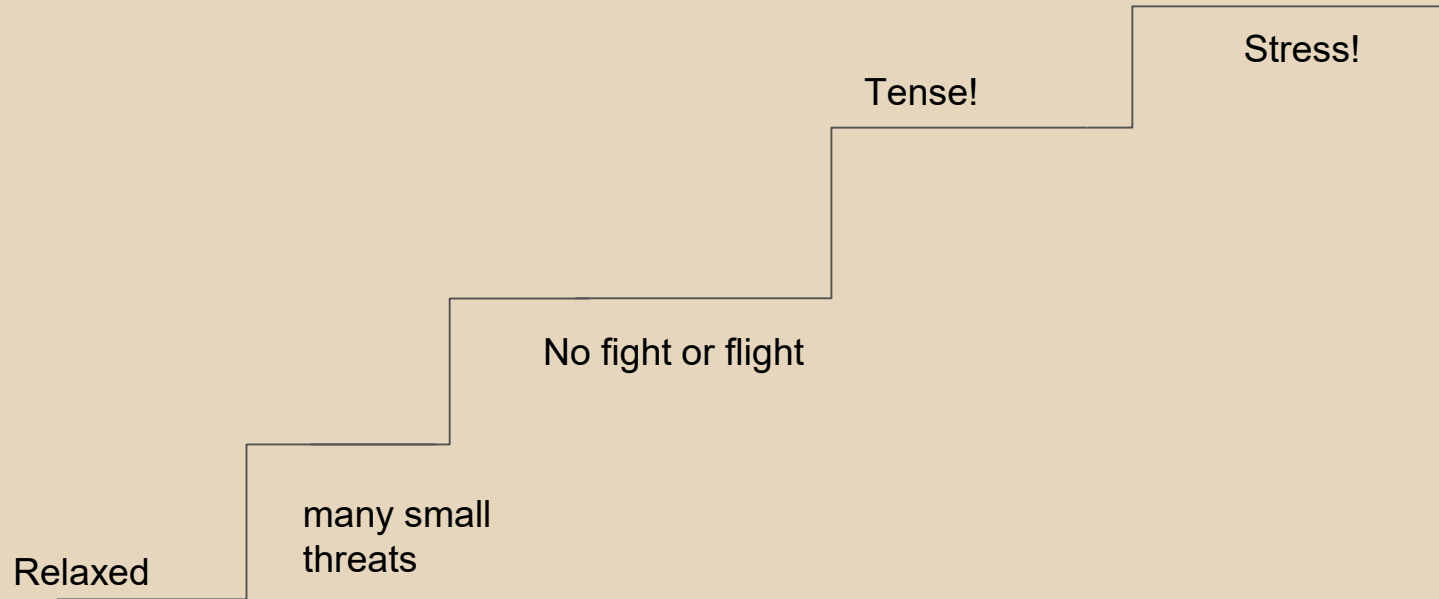 Stress!
Tense!
No fight or flight
many small
threats
Relaxed